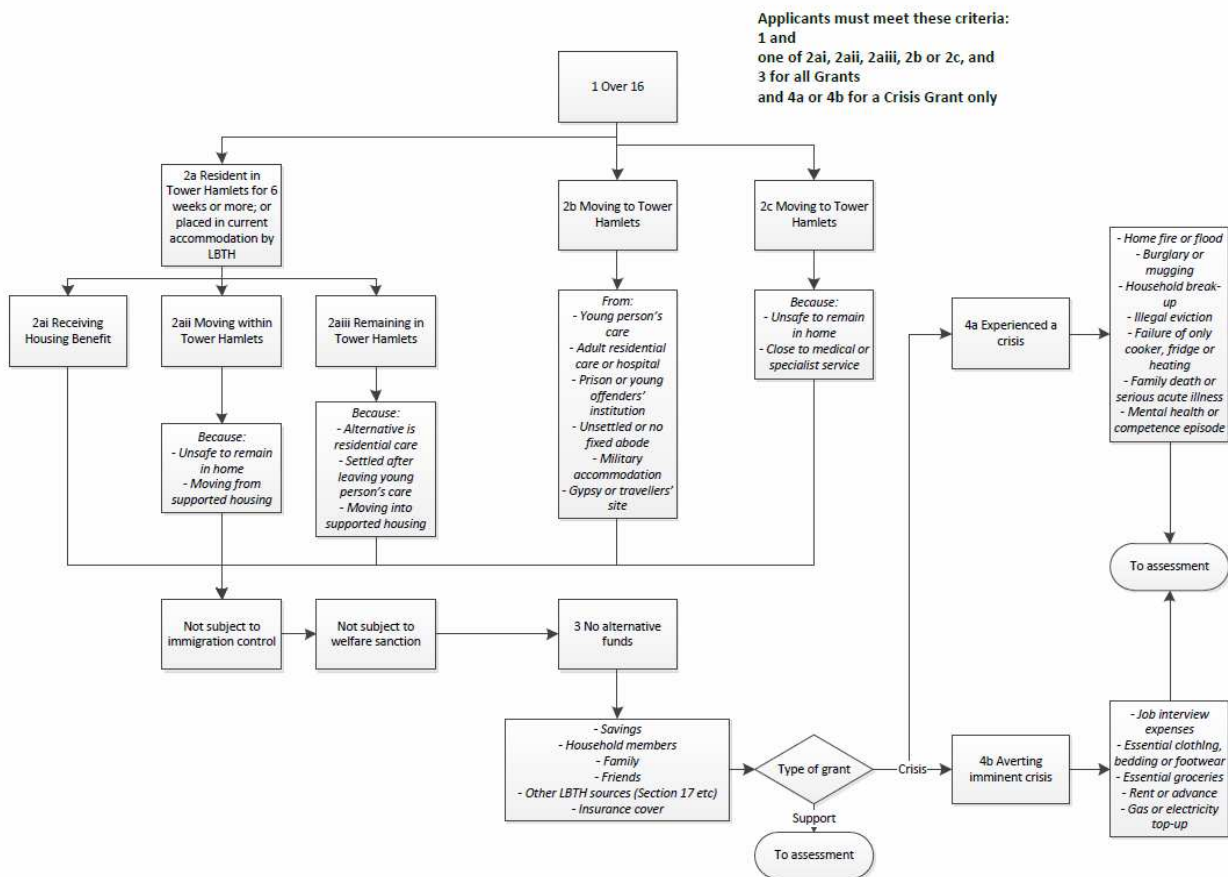 Applicants must meet these criteria:
1 and
one of 2ai, 2aii, 2aiii, 2b or 2c, and
3 for all Grants
and 4a or 4b for a Crisis Grant only
1 Over 16
2a Resident in
Tower Hamlets for 6
weeks or more; or
placed in current
accommodation by
LBTH
2b Moving to Tower
Hamlets
2c Moving to Tower
Hamlets
2ai Receiving
Housing Benefit
2aii Moving within
Tower Hamlets
2aiii Remaining in
Tower Hamlets
Because:
- Unsafe to remain
in home
- Moving from
supported housing
Because:
- Alternative is
residential care
- Settled after
leaving young
person's care
- Moving into
supported housing
From:
- Young person's
care
- Adult residential
care or hospital
- Prison or young
offenders'
institution
- Unsettled or no
fixed abode
- Military
accommodation
- Gypsy or travellers'
site
Because:
- Unsafe to remain
in home
- Close to medical or
specialist service
4a Experienced a
crisis
- Home fire or flood
- Burglary or
mugging
- Household break-
up
- Illegal eviction
- Failure of only
cooker, fridge or
heating
- Family death or
serious acute illness
- Mental health or
competence episode
To assessment
Not subject to
immigration control
Not subject to
welfare sanction
3 No alternative
funds
- Savings
- Household members
- Family
- Friends
- Other LBTH sources (Section 17 etc)
- Insurance cover
Type of grant
Crisis
Support
To assessment
4b Averting
imminent crisis
- Job interview
expenses
- Essential clothing,
bedding or footwear
- Essential groceries
- Rent or advance
- Gas or electricity
top-up